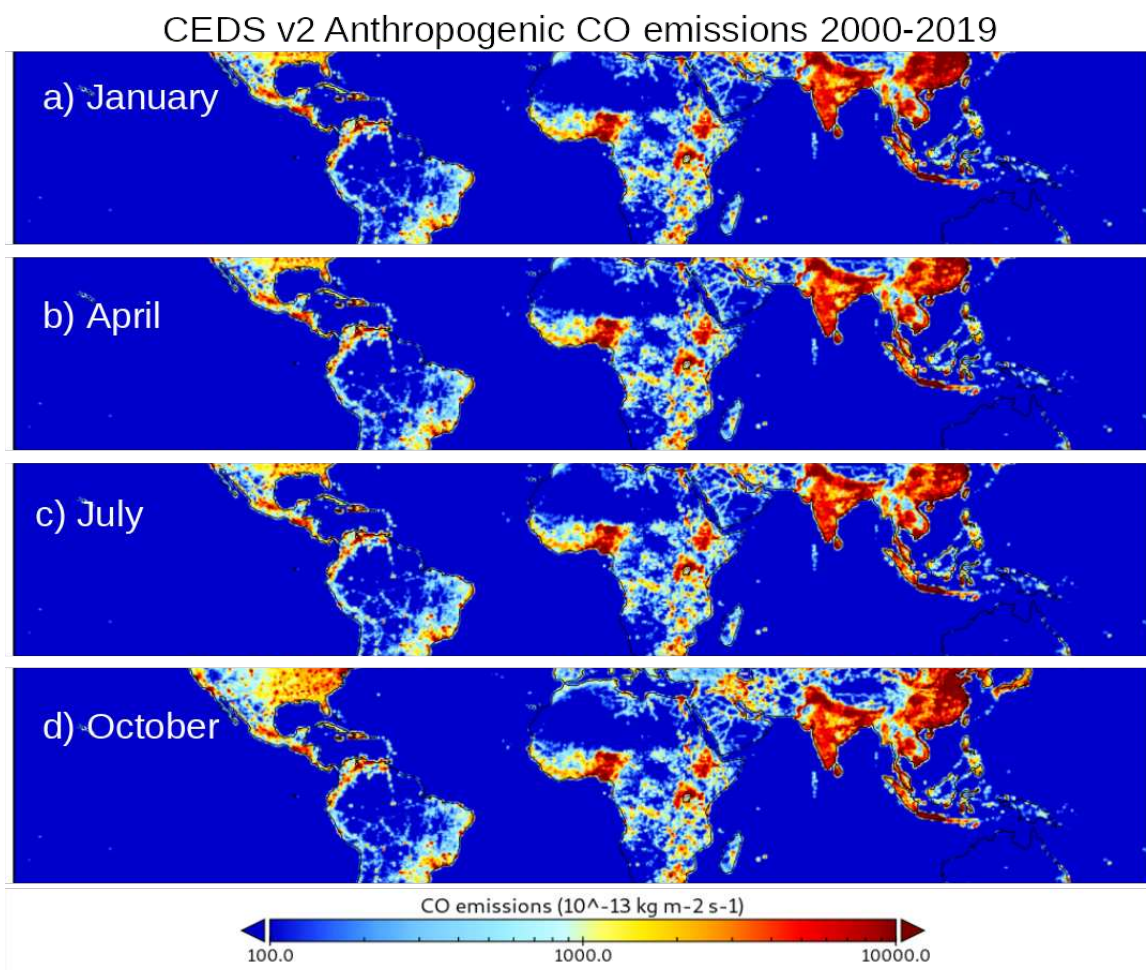 CEDS v2 Anthropogenic CO emissions 2000-2019
a) January
b) April
c) July
d) October
CO emissions (10^-13 kg m-2 s-1)
100.0 1000.0 10000.0